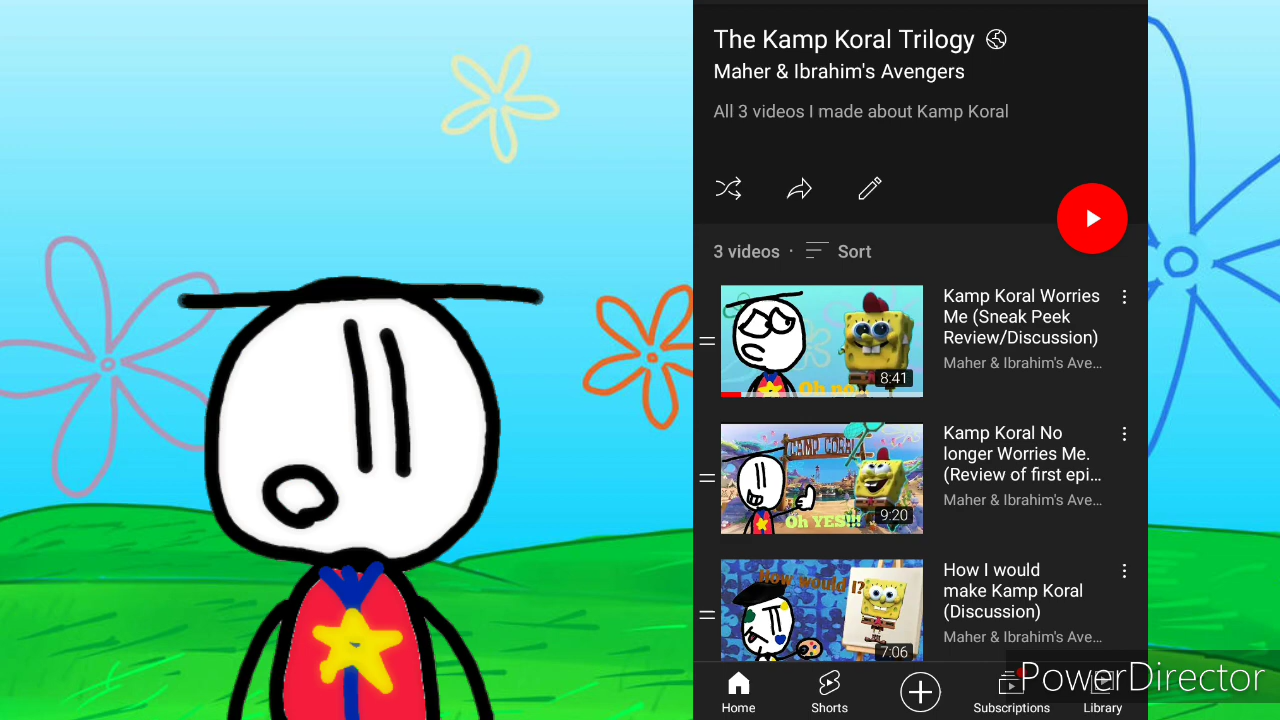 The Kamp Koral Trilogy
Maher & Ibrahim's Avengers
All 3 videos I made about Kamp Koral
3 videos · Sort
Kamp Koral Worries
Me (Sneak Peek
Review/Discussion)
Maher & Ibrahim's Ave...
Oh no
8:41
Kamp Koral No
longer Worries Me.
(Review of first epi...
Maher & Ibrahim's Ave...
CAMP CORAL
Oh YES!!!
9:20
How I would
make Kamp Koral
(Discussion)
Maher & Ibrahim's Ave...
How would I?
7:06
PowerDirector
Home
Shorts
Subscriptions
Library